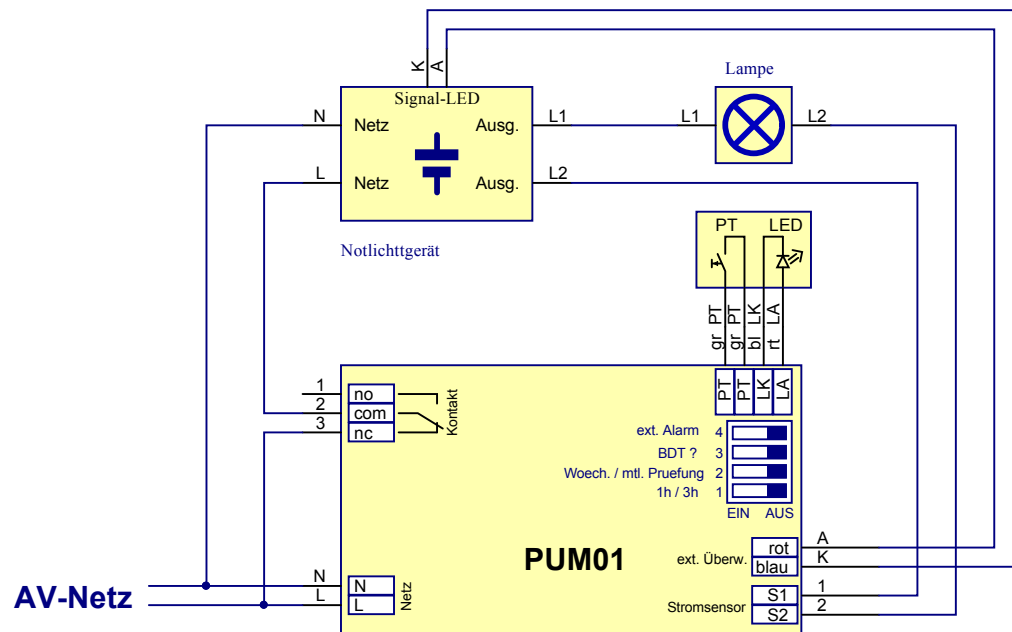 K
A
Lampe
Signal-LED
N
Netz
Ausg.
L1
L1
L2
L
Netz
Ausg.
L2
Notlichttgerät
PT
LED
gr PT
gr PT
bl LK
rt LA
PT
PT
LK
LA
1
no
2
com
3
nc
Kontakt
ext. Alarm
4
BDT ?
3
Woech. / mtl. Pruefung
2
1h / 3h
1
EIN
AUS
PUM01
ext. Überw.
rot
A
blau
K
Stromsensor
S1
1
S2
2
AV-Netz
N
N
L
L
Netz